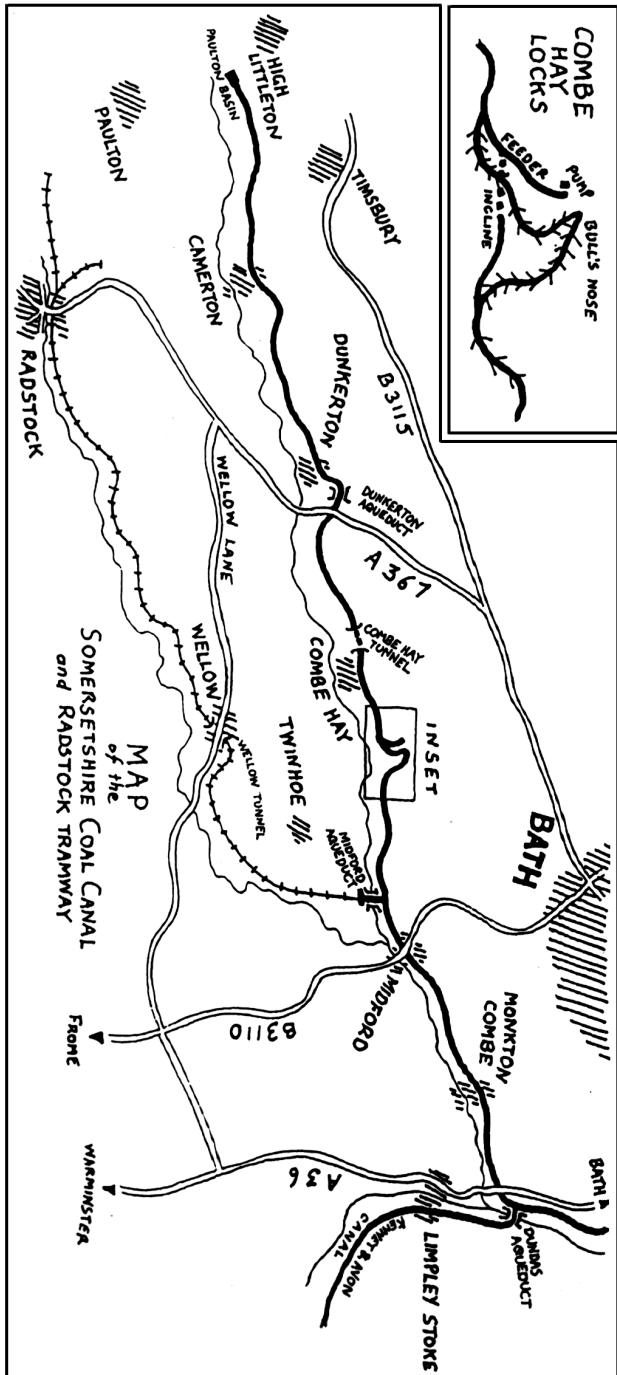 COMBE
HAY
LOCKS
FEEDER
PUMP
BULL'S NOSE
INCLINE
HIGH
LITTLETON
PAULTON BASIN
PAULTON
TIMSBURY
CAMERTON
RADSTOCK
B3115
DUNKERTON
DUNKERTON
AQUEDUCT
A367
WELLOW LANE
COMBE HAY
TUNNEL
COMBE HAY
INSET
WELLOW
WELLOW TUNNEL
TWINHOE
MIDFORD
AQUEDUCT
BATH
MIDFORD
MONKTON
COMBE
B3110
FROME
A36
WARMINSTER
BATH
DUNDAS
AQUEDUCT
LIMPLEY STOKE
KENNET & AVON
CANAL
MAP
of the
SOMERSETSHIRE COAL CANAL
and RADSTOCK TRAMWAY